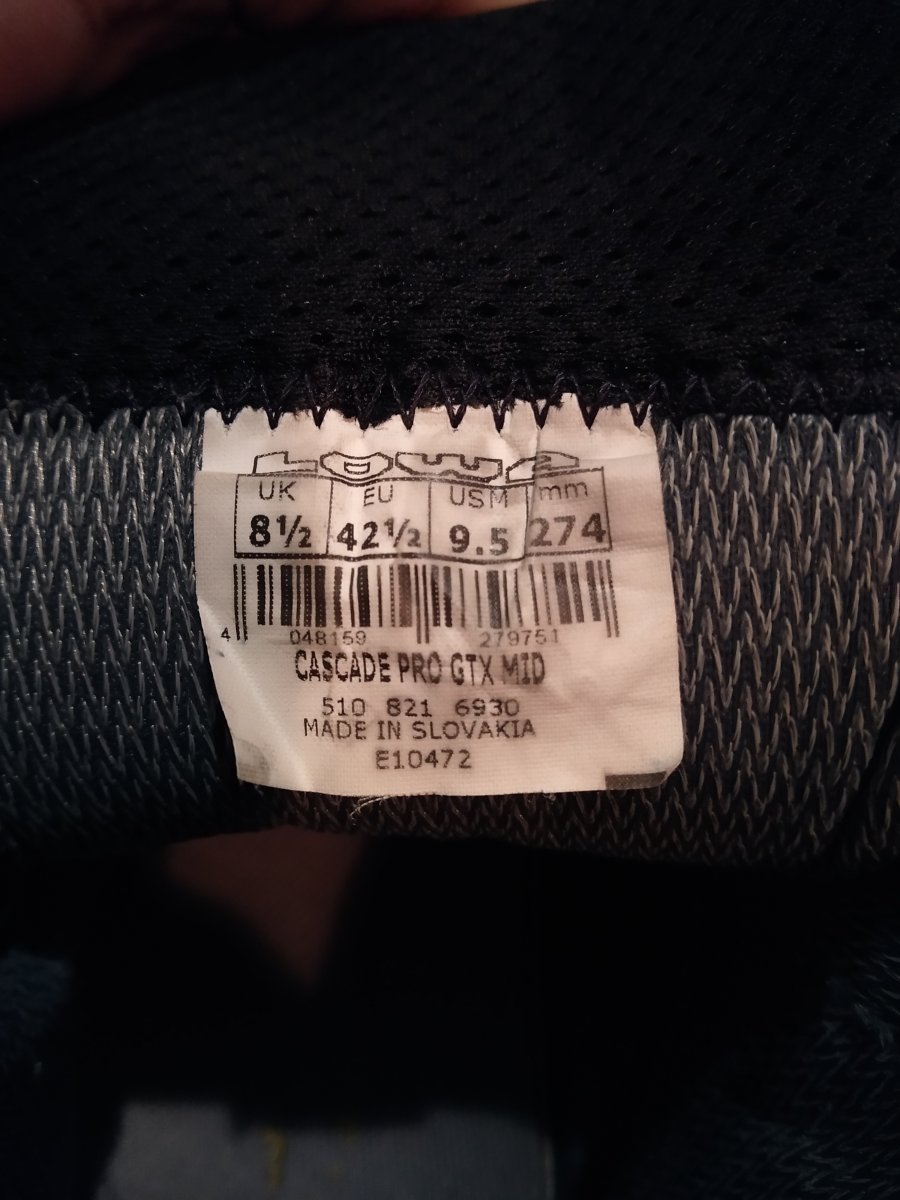 LOWA
UK EU USM mm
8½ 42½ 9.5 274
4 048159 279751
CASCADE PRO GTX MID
510 821 6930
MADE IN SLOVAKIA
E10472